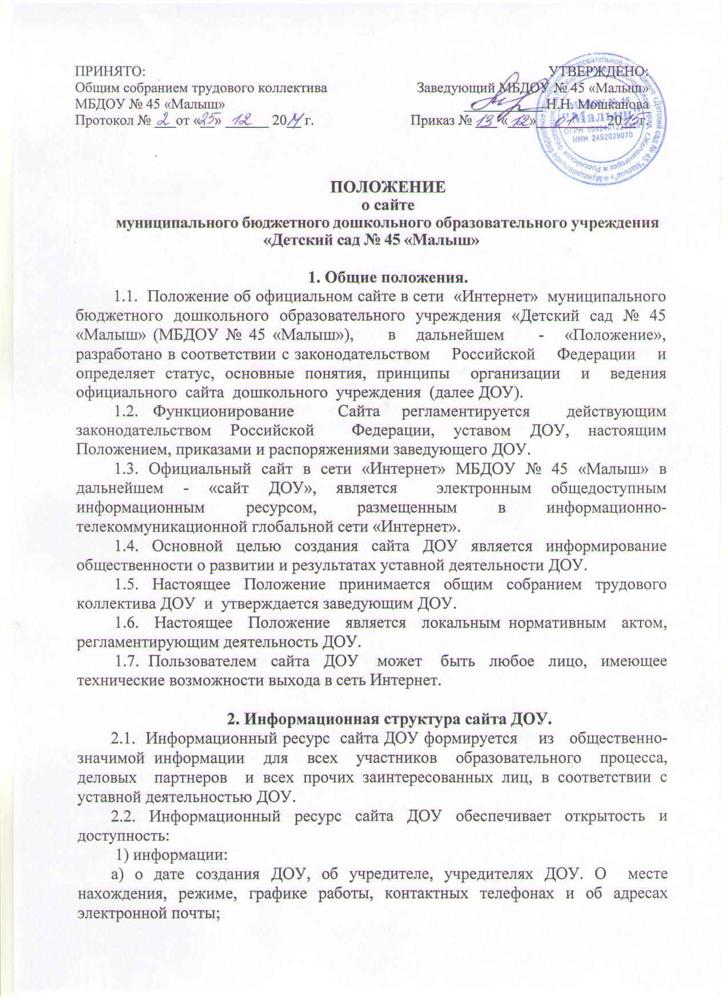 ПРИНЯТО: УТВЕРЖДЕНО:
Общим собранием трудового коллектива Заведующий МБДОУ № 45 «Малыш»
МБДОУ № 45 «Малыш» Н.Н. Мошканова
Протокол № 2 от «25» 12 2014 г. Приказ № 13 «12» 01 2015 г.
МБДОУ № 45
"Малыш"
ОГРН 1042401223820
ИНН 2452029070
ПОЛОЖЕНИЕ
о сайте
муниципального бюджетного дошкольного образовательного учреждения
«Детский сад № 45 «Малыш»
1. Общие положения.
1.1. Положение об официальном сайте в сети «Интернет» муниципального
бюджетного дошкольного образовательного учреждения «Детский сад № 45
«Малыш» (МБДОУ № 45 «Малыш»), в дальнейшем - «Положение»,
разработано в соответствии с законодательством Российской Федерации и
определяет статус, основные понятия, принципы организации и ведения
официального сайта дошкольного учреждения (далее ДОУ).
1.2. Функционирование Сайта регламентируется действующим
законодательством Российской Федерации, уставом ДОУ, настоящим
Положением, приказами и распоряжениями заведующего ДОУ.
1.3. Официальный сайт в сети «Интернет» МБДОУ № 45 «Малыш» в
дальнейшем - «сайт ДОУ», является электронным общедоступным
информационным ресурсом, размещенным в информационно-
телекоммуникационной глобальной сети «Интернет».
1.4. Основной целью создания сайта ДОУ является информирование
общественности о развитии и результатах уставной деятельности ДОУ.
1.5. Настоящее Положение принимается общим собранием трудового
коллектива ДОУ и утверждается заведующим ДОУ.
1.6. Настоящее Положение является локальным нормативным актом,
регламентирующим деятельность ДОУ.
1.7. Пользователем сайта ДОУ может быть любое лицо, имеющее
технические возможности выхода в сеть Интернет.
2. Информационная структура сайта ДОУ.
2.1. Информационный ресурс сайта ДОУ формируется из общественно-
значимой информации для всех участников образовательного процесса,
деловых партнеров и всех прочих заинтересованных лиц, в соответствии с
уставной деятельностью ДОУ.
2.2. Информационный ресурс сайта ДОУ обеспечивает открытость и
доступность:
1) информации:
а) о дате создания ДОУ, об учредителе, учредителях ДОУ. О месте
нахождения, режиме, графике работы, контактных телефонах и об адресах
электронной почты;